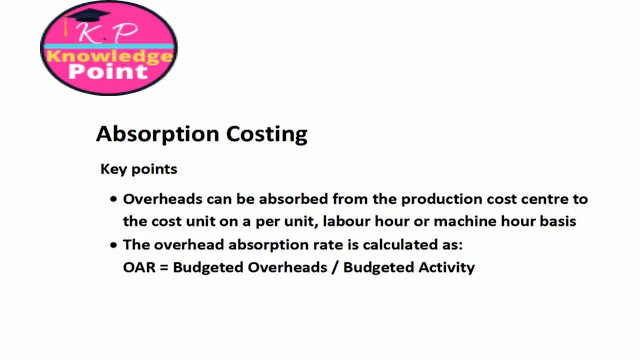 K.P
Knowledge
Point
Absorption Costing
Key points
• Overheads can be absorbed from the production cost centre to
the cost unit on a per unit, labour hour or machine hour basis
• The overhead absorption rate is calculated as:
OAR = Budgeted Overheads / Budgeted Activity